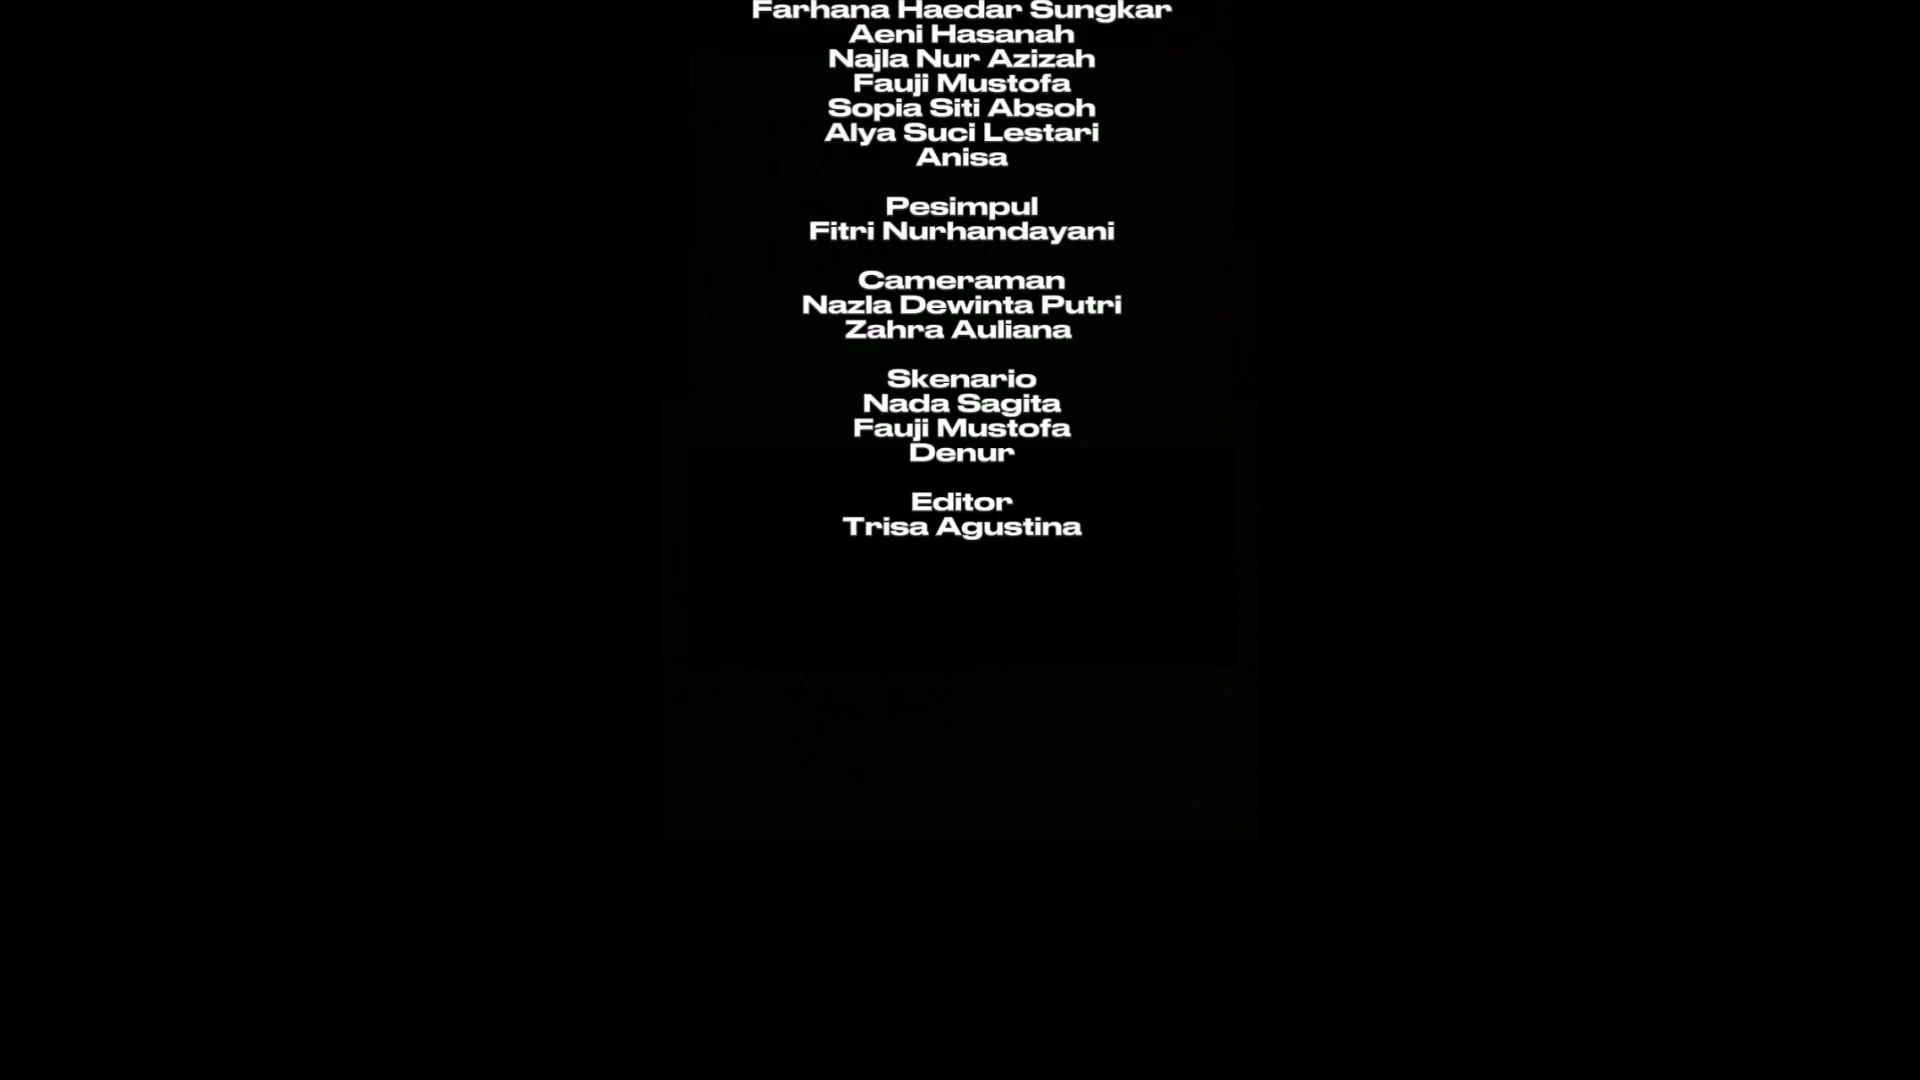 Farhana Haedar Sungkar
Aeni Hasanah
Najla Nur Azizah
Fauji Mustofa
Sopia Siti Absoh
Alya Suci Lestari
Anisa
Pesimpul
Fitri Nurhandayani
Cameraman
Nazla Dewinta Putri
Zahra Auliana
Skenario
Nada Sagita
Fauji Mustofa
Denur
Editor
Trisa Agustina